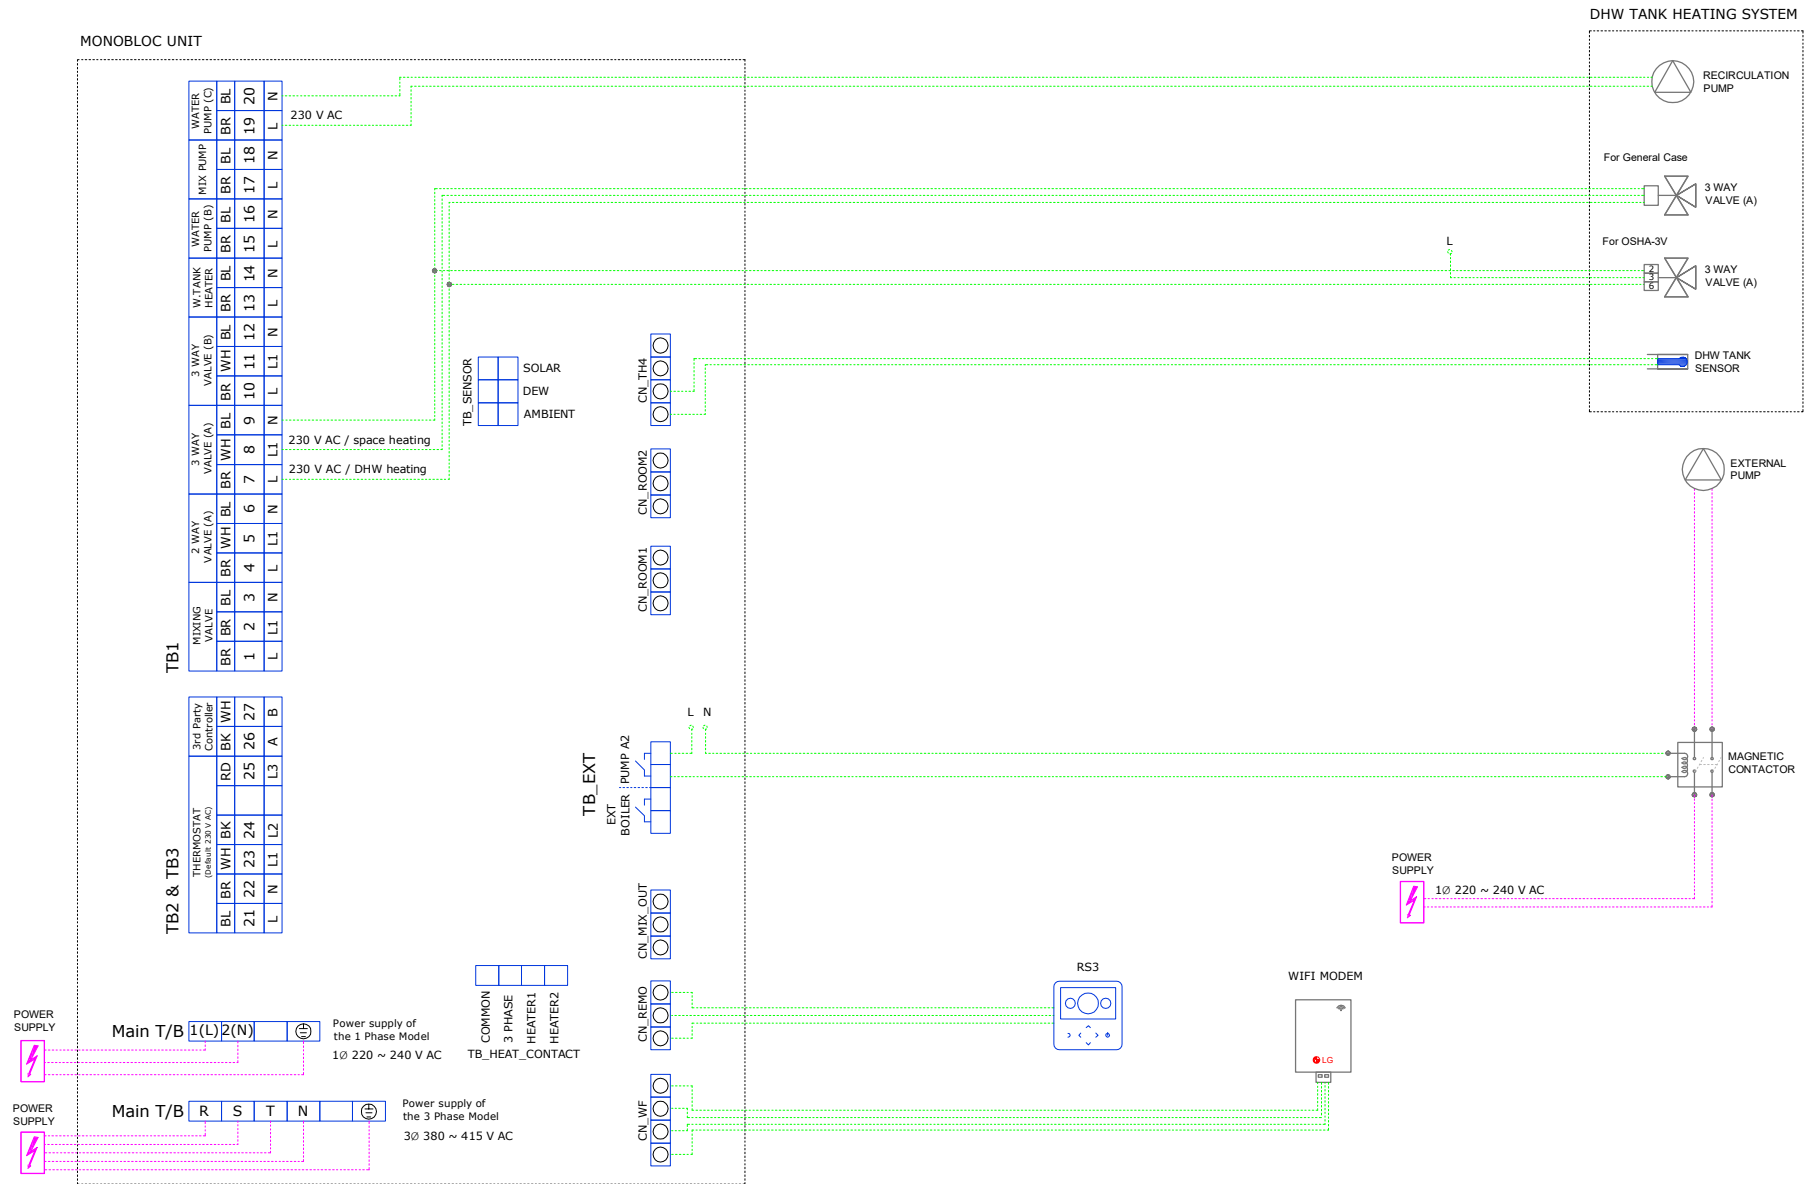 DHW TANK HEATING SYSTEM
MONOBLOC UNIT
RECIRCULATION
PUMP
For General Case
3 WAY
VALVE (A)
L
For OSHA-3V
2
3
6
3 WAY
VALVE (A)
DHW TANK
SENSOR
EXTERNAL
PUMP
MAGNETIC
CONTACTOR
POWER
SUPPLY
1Ø 220 ~ 240 V AC
TB1
WATER
PUMP (C)
BL 20 N
BR 19 L
230 V AC
MIX PUMP
BL 18 N
BR 17 L
WATER
PUMP (B)
BL 16 N
BR 15 L
W.TANK
HEATER
BL 14 N
BR 13 L
3 WAY
VALVE (B)
BL 12 N
WH 11 L1
BR 10 L
3 WAY
VALVE (A)
BL 9 N
WH 8 L1
230 V AC / space heating
BR 7 L
230 V AC / DHW heating
2 WAY
VALVE (A)
BL 6 N
WH 5 L1
BR 4 L
MIXING
VALVE
BL 3 N
BR 2 L1
BR 1 L
TB2 & TB3
3rd Party
Controller
WH 27 B
BK 26 A
THERMOSTAT
(Default 230 V AC)
RD 25 L3
BK 24 L2
WH 23 L1
BR 22 N
BL 21 L
TB_SENSOR
SOLAR
DEW
AMBIENT
CN_TH4
CN_ROOM2
CN_ROOM1
L N
TB_EXT
PUMP A2
EXT
BOILER
CN_MIX_OUT
CN_REMO
CN_WF
COMMON
3 PHASE
HEATER1
HEATER2
TB_HEAT_CONTACT
RS3
WIFI MODEM
LG
POWER
SUPPLY
Main T/B 1(L) 2(N)
Power supply of
the 1 Phase Model
1Ø 220 ~ 240 V AC
POWER
SUPPLY
Main T/B R S T N
Power supply of
the 3 Phase Model
3Ø 380 ~ 415 V AC